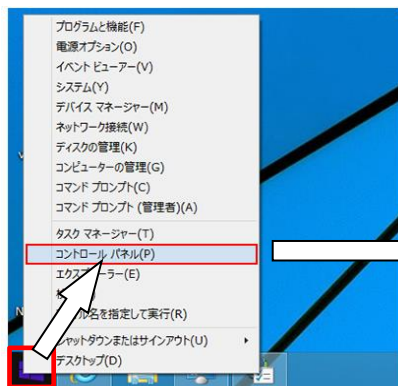 プログラムと機能(F)
電源オプション(O)
イベント ビューアー(V)
システム(Y)
デバイス マネージャー(M)
ネットワーク接続(W)
ディスクの管理(K)
コンピューターの管理(G)
コマンド プロンプト(C)
コマンド プロンプト (管理者)(A)
タスク マネージャー(T)
コントロール パネル(P)
エクスプローラー(E)
ル名を指定して実行(R)
シャットダウンまたはサインアウト(U)
デスクトップ(D)